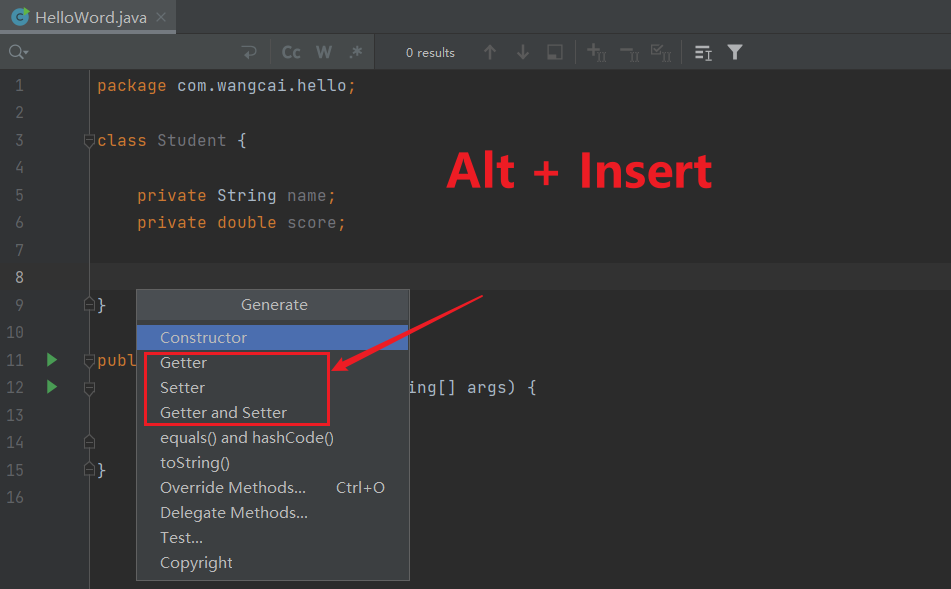 HelloWord.java
Cc W .* 0 results
1 package com.wangcai.hello;
2
3 class Student {
4
Alt + Insert
5 private String name;
6 private double score;
7
8
9 }
Generate
10
Constructor
11 publ
Getter
12 ing[] args) {
Setter
13
Getter and Setter
14
equals() and hashCode()
15 }
toString()
16
Override Methods... Ctrl+O
Delegate Methods...
Test...
Copyright